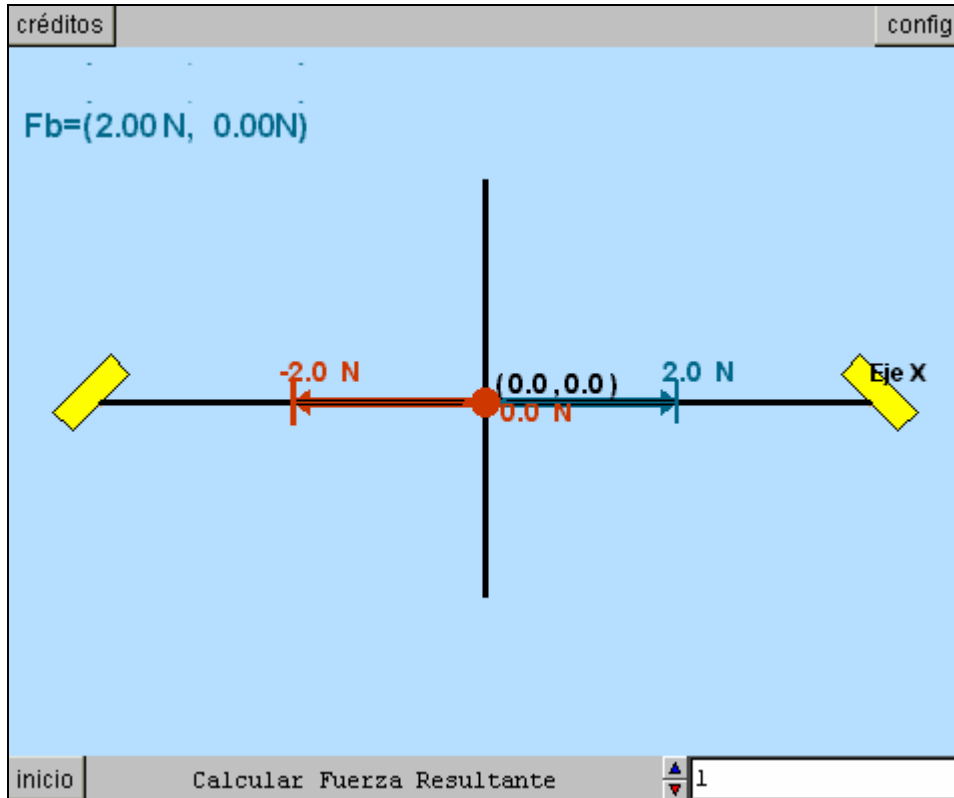 créditos config
Fb=(2.00 N, 0.00N)
-2.0 N (0.0,0.0) 2.0 N Eje X
0.0 N
inicio Calcular Fuerza Resultante 1